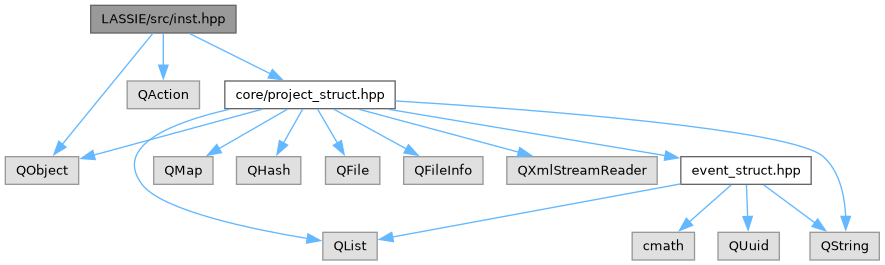 LASSIE/src/inst.hpp
QAction
core/project_struct.hpp
QObject
QMap
QHash
QFile
QFileInfo
QXmlStreamReader
event_struct.hpp
QList
cmath
QUuid
QString